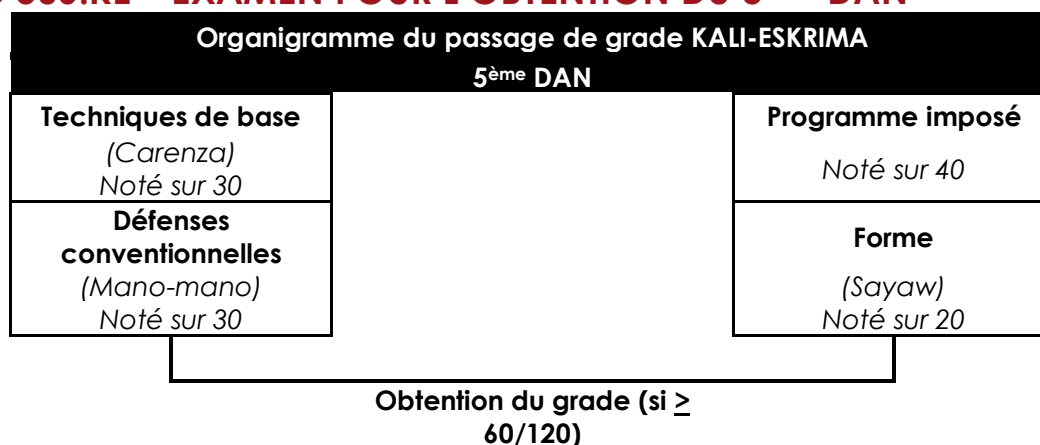 Organigramme du passage de grade KALI-ESKRIMA
5ème DAN
Techniques de base
(Carenza)
Noté sur 30
Défenses
conventionnelles
(Mano-mano)
Noté sur 30
Programme imposé
Noté sur 40
Forme
(Sayaw)
Noté sur 20
Obtention du grade (si ≥
60/120)